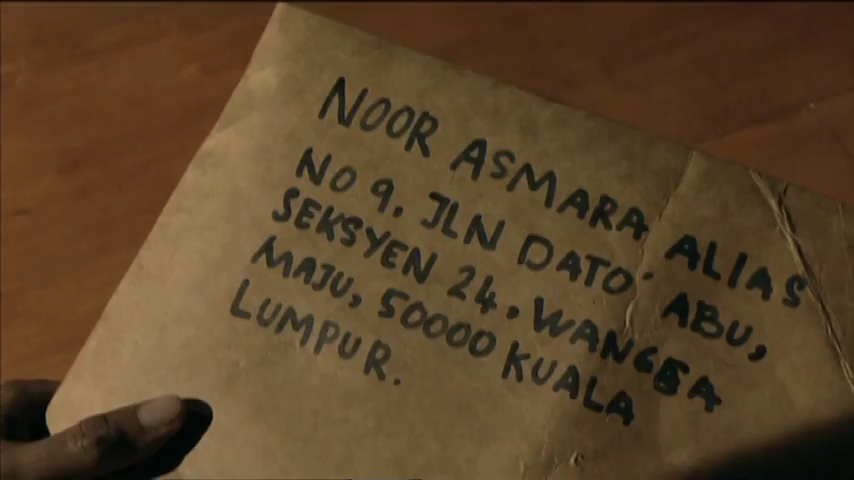 NOOR ASMARA ALIAS
NO 9, JLN DATO' ABU,
SEKSYEN 24, WANGSA
MAJU, 50000 KUALA
LUMPUR.